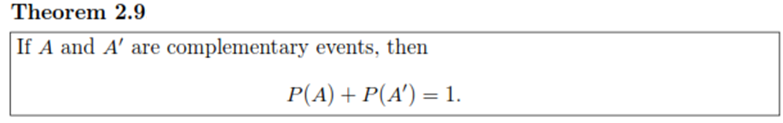 Theorem 2.9
If A and A′ are complementary events, then
P(A) + P(A′) = 1.